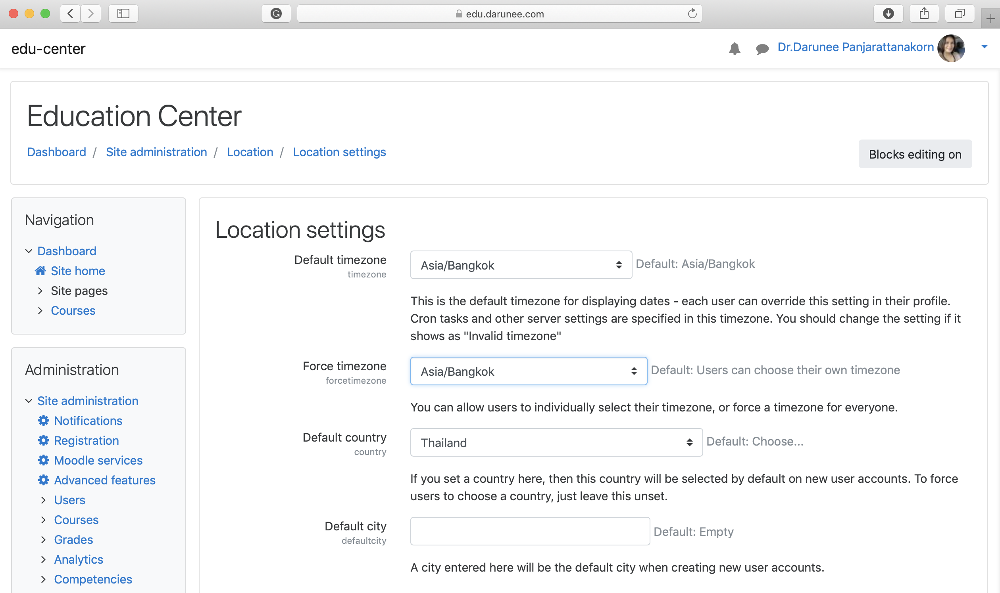 edu.darunee.com
edu-center
Dr.Darunee Panjarattanakorn
Education Center
Dashboard / Site administration / Location / Location settings
Blocks editing on
Navigation
Dashboard
Site home
Site pages
Courses
Administration
Site administration
Notifications
Registration
Moodle services
Advanced features
Users
Courses
Grades
Analytics
Competencies
Location settings
Default timezone
timezone
Asia/Bangkok
Default: Asia/Bangkok
This is the default timezone for displaying dates - each user can override this setting in their profile.
Cron tasks and other server settings are specified in this timezone. You should change the setting if it
shows as "Invalid timezone"
Force timezone
forcetimezone
Asia/Bangkok
Default: Users can choose their own timezone
You can allow users to individually select their timezone, or force a timezone for everyone.
Default country
country
Thailand
Default: Choose...
If you set a country here, then this country will be selected by default on new user accounts. To force
users to choose a country, just leave this unset.
Default city
defaultcity
Default: Empty
A city entered here will be the default city when creating new user accounts.